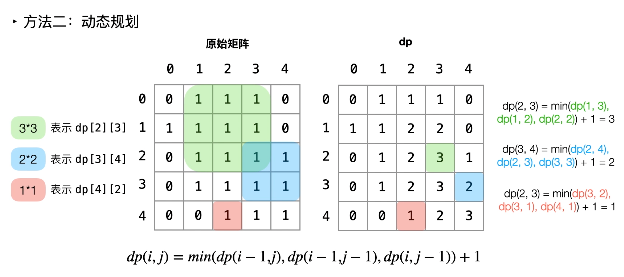 ‣ 方法二：动态规划
原始矩阵
0 1 2 3 4
0 0 1 1 1 0
1 1 1 1 1 0
2 0 1 1 1 1
3 0 1 1 1 1
4 0 0 1 1 1
3*3 表示 dp[2][3]
2*2 表示 dp[3][4]
1*1 表示 dp[4][2]
dp
0 1 2 3 4
0 0 1 1 1 0
1 1 1 2 2 0
2 0 1 2 3 1
3 0 1 2 3 2
4 0 0 1 2 3
dp(2, 3) = min(dp(1, 3),
dp(1, 2), dp(2, 2)) + 1 = 3
dp(3, 4) = min(dp(2, 4),
dp(2, 3), dp(3, 3)) + 1 = 2
dp(2, 3) = min(dp(3, 2),
dp(3, 1), dp(4, 1)) + 1 = 1
dp(i, j) = min(dp(i − 1,j), dp(i − 1,j − 1), dp(i, j − 1)) + 1